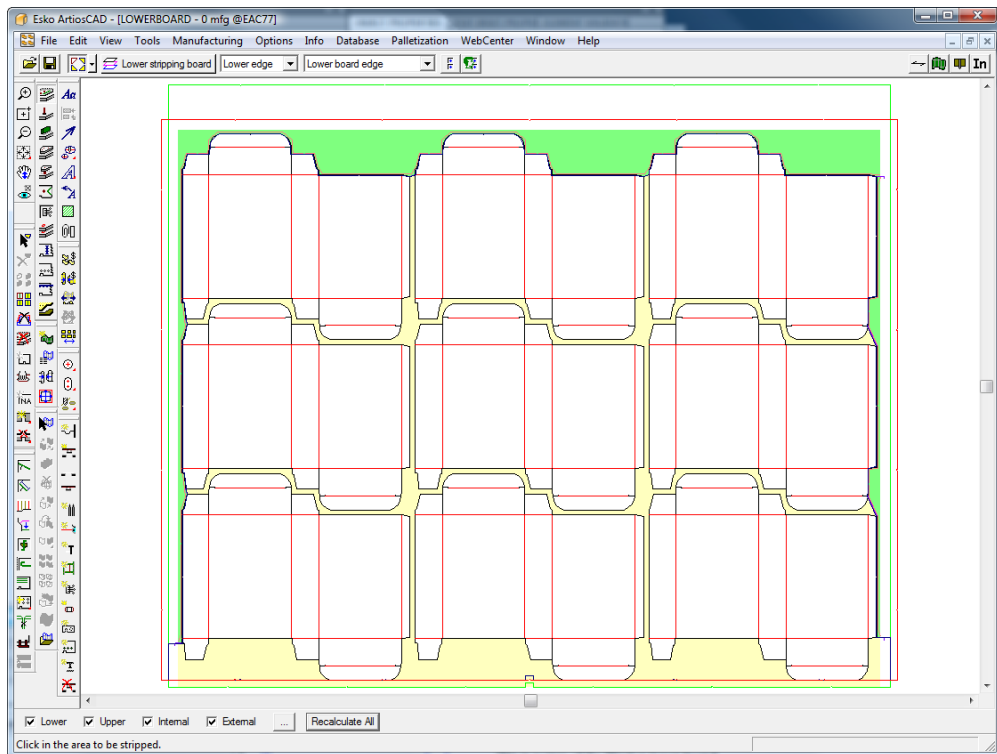 Esko ArtiosCAD - [LOWERBOARD - 0 mfg @EAC77]
File Edit View Tools Manufacturing Options Info Database Palletization WebCenter Window Help
Lower stripping board Lower edge Lower board edge In
Lower Upper Internal External ... Recalculate All
Click in the area to be stripped.